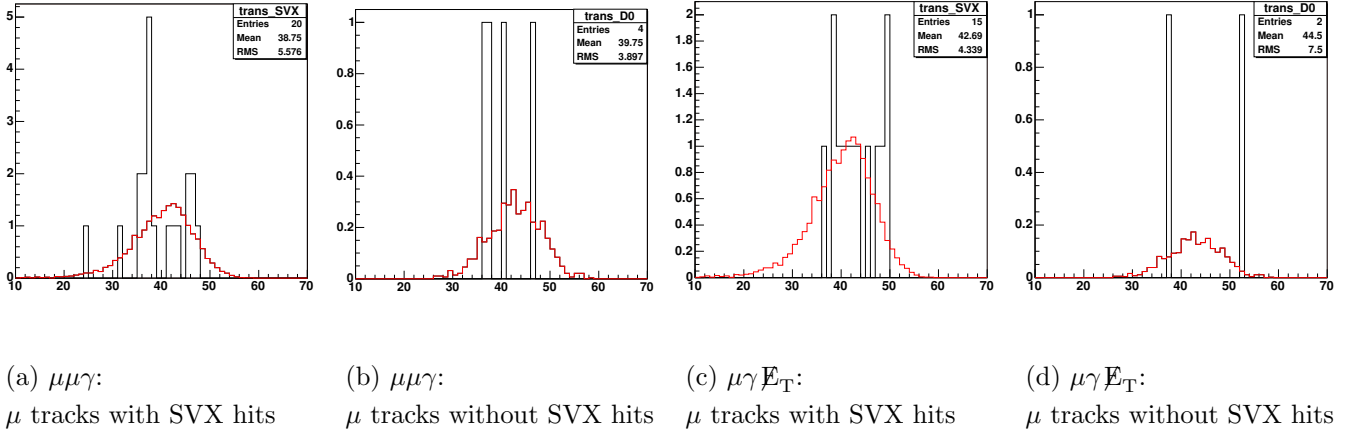 trans_SVX
Entries 20
Mean 38.75
RMS 5.576
5
4
3
2
1
0
10 20 30 40 50 60 70
trans_D0
Entries 4
Mean 39.75
RMS 3.897
1
0.8
0.6
0.4
0.2
0
10 20 30 40 50 60 70
trans_SVX
Entries 15
Mean 42.69
RMS 4.339
2
1.8
1.6
1.4
1.2
1
0.8
0.6
0.4
0.2
0
10 20 30 40 50 60 70
trans_D0
Entries 2
Mean 44.5
RMS 7.5
1
0.8
0.6
0.4
0.2
0
10 20 30 40 50 60 70
(a) μμγ:
μ tracks with SVX hits
(b) μμγ:
μ tracks without SVX hits
(c) μγE̸_T:
μ tracks with SVX hits
(d) μγE̸_T:
μ tracks without SVX hits